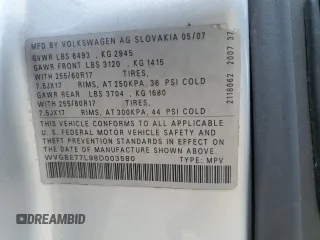 MFD BY VOLKSWAGEN AG SLOVAKIA 05/07
GVWR LBS 6493 , KG 2945
GAWR FRONT LBS 3120 , KG 1415
WITH 255/60R17 TIRES,
7.5JX17 RIMS, AT 250KPA, 36 PSI COLD
GAWR REAR LBS 3704 , KG 1680
WITH 255/60R17 TIRES,
7.5JX17 RIMS, AT 300KPA, 44 PSI COLD
THIS VEHICLE CONFORMS TO ALL APPLICABLE
U.S. FEDERAL MOTOR VEHICLE SAFETY AND
THEFT PREVENTION STANDARDS IN EFFECT ON
THE DATE OF MANUFACTURE SHOWN ABOVE.
WVGBE77L98D003580 TYPE: MPV
2118062 2007 37
AutoBidMaster